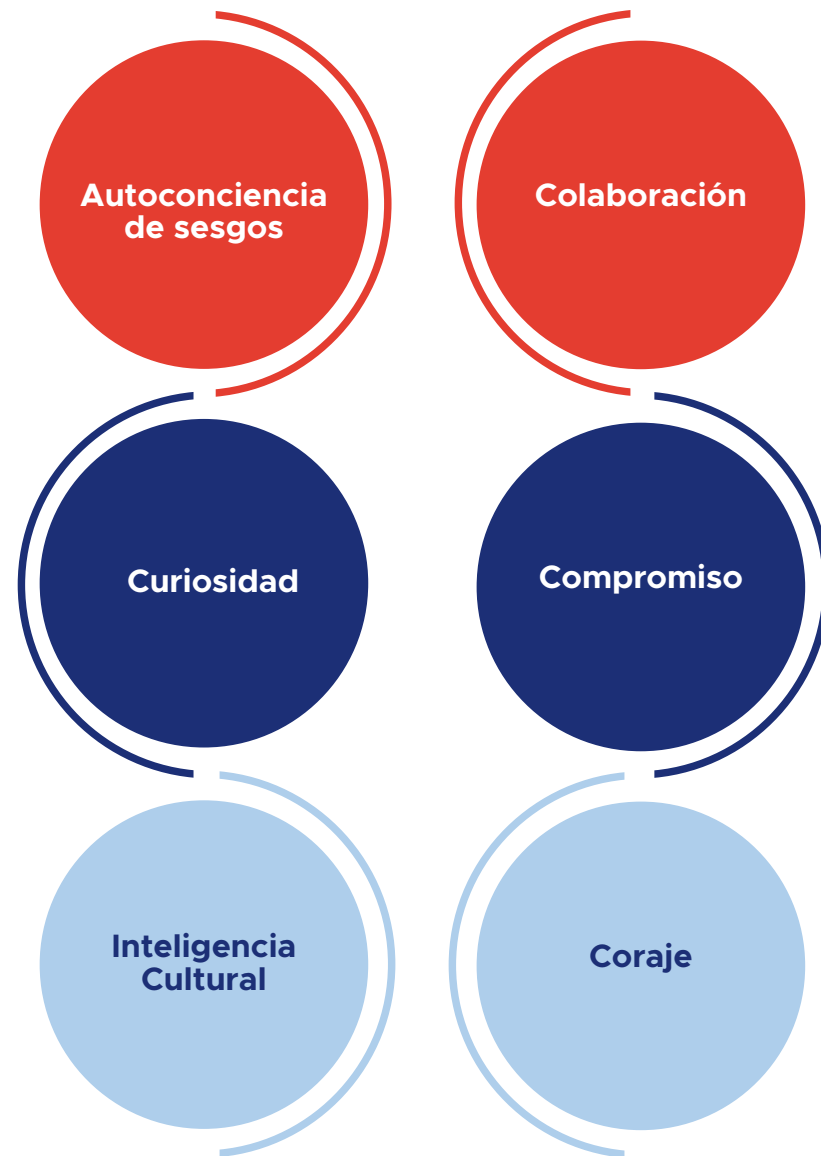 Autoconciencia
de sesgos
Colaboración
Curiosidad
Compromiso
Inteligencia
Cultural
Coraje